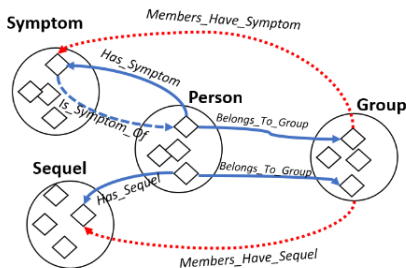 Members_Have_Symptom
Symptom
Has_Symptom
Is_Symptom_Of
Person
Group
Belongs_To_Group
Sequel
Has_Sequel
Belongs_To_Group
Members_Have_Sequel